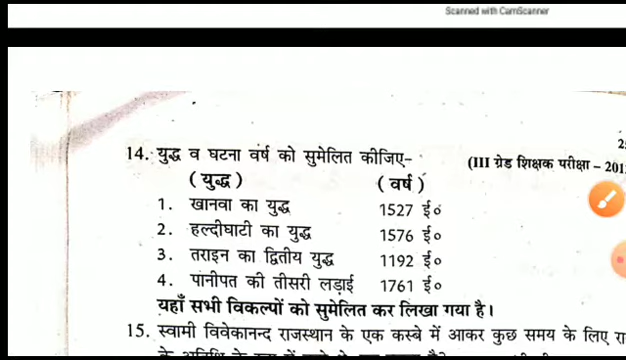 Scanned with CamScanner
14. युद्ध व घटना वर्ष को सुमेलित कीजिए–
(III ग्रेड शिक्षक परीक्षा – 201
( युद्ध ) ( वर्ष )
1. खानवा का युद्ध 1527 ई०
2. हल्दीघाटी का युद्ध 1576 ई०
3. तराइन का द्वितीय युद्ध 1192 ई०
4. पानीपत की तीसरी लड़ाई 1761 ई०
यहाँ सभी विकल्पों को सुमेलित कर लिखा गया है।
15. स्वामी विवेकानन्द राजस्थान के एक कस्बे में आकर कुछ समय के लिए